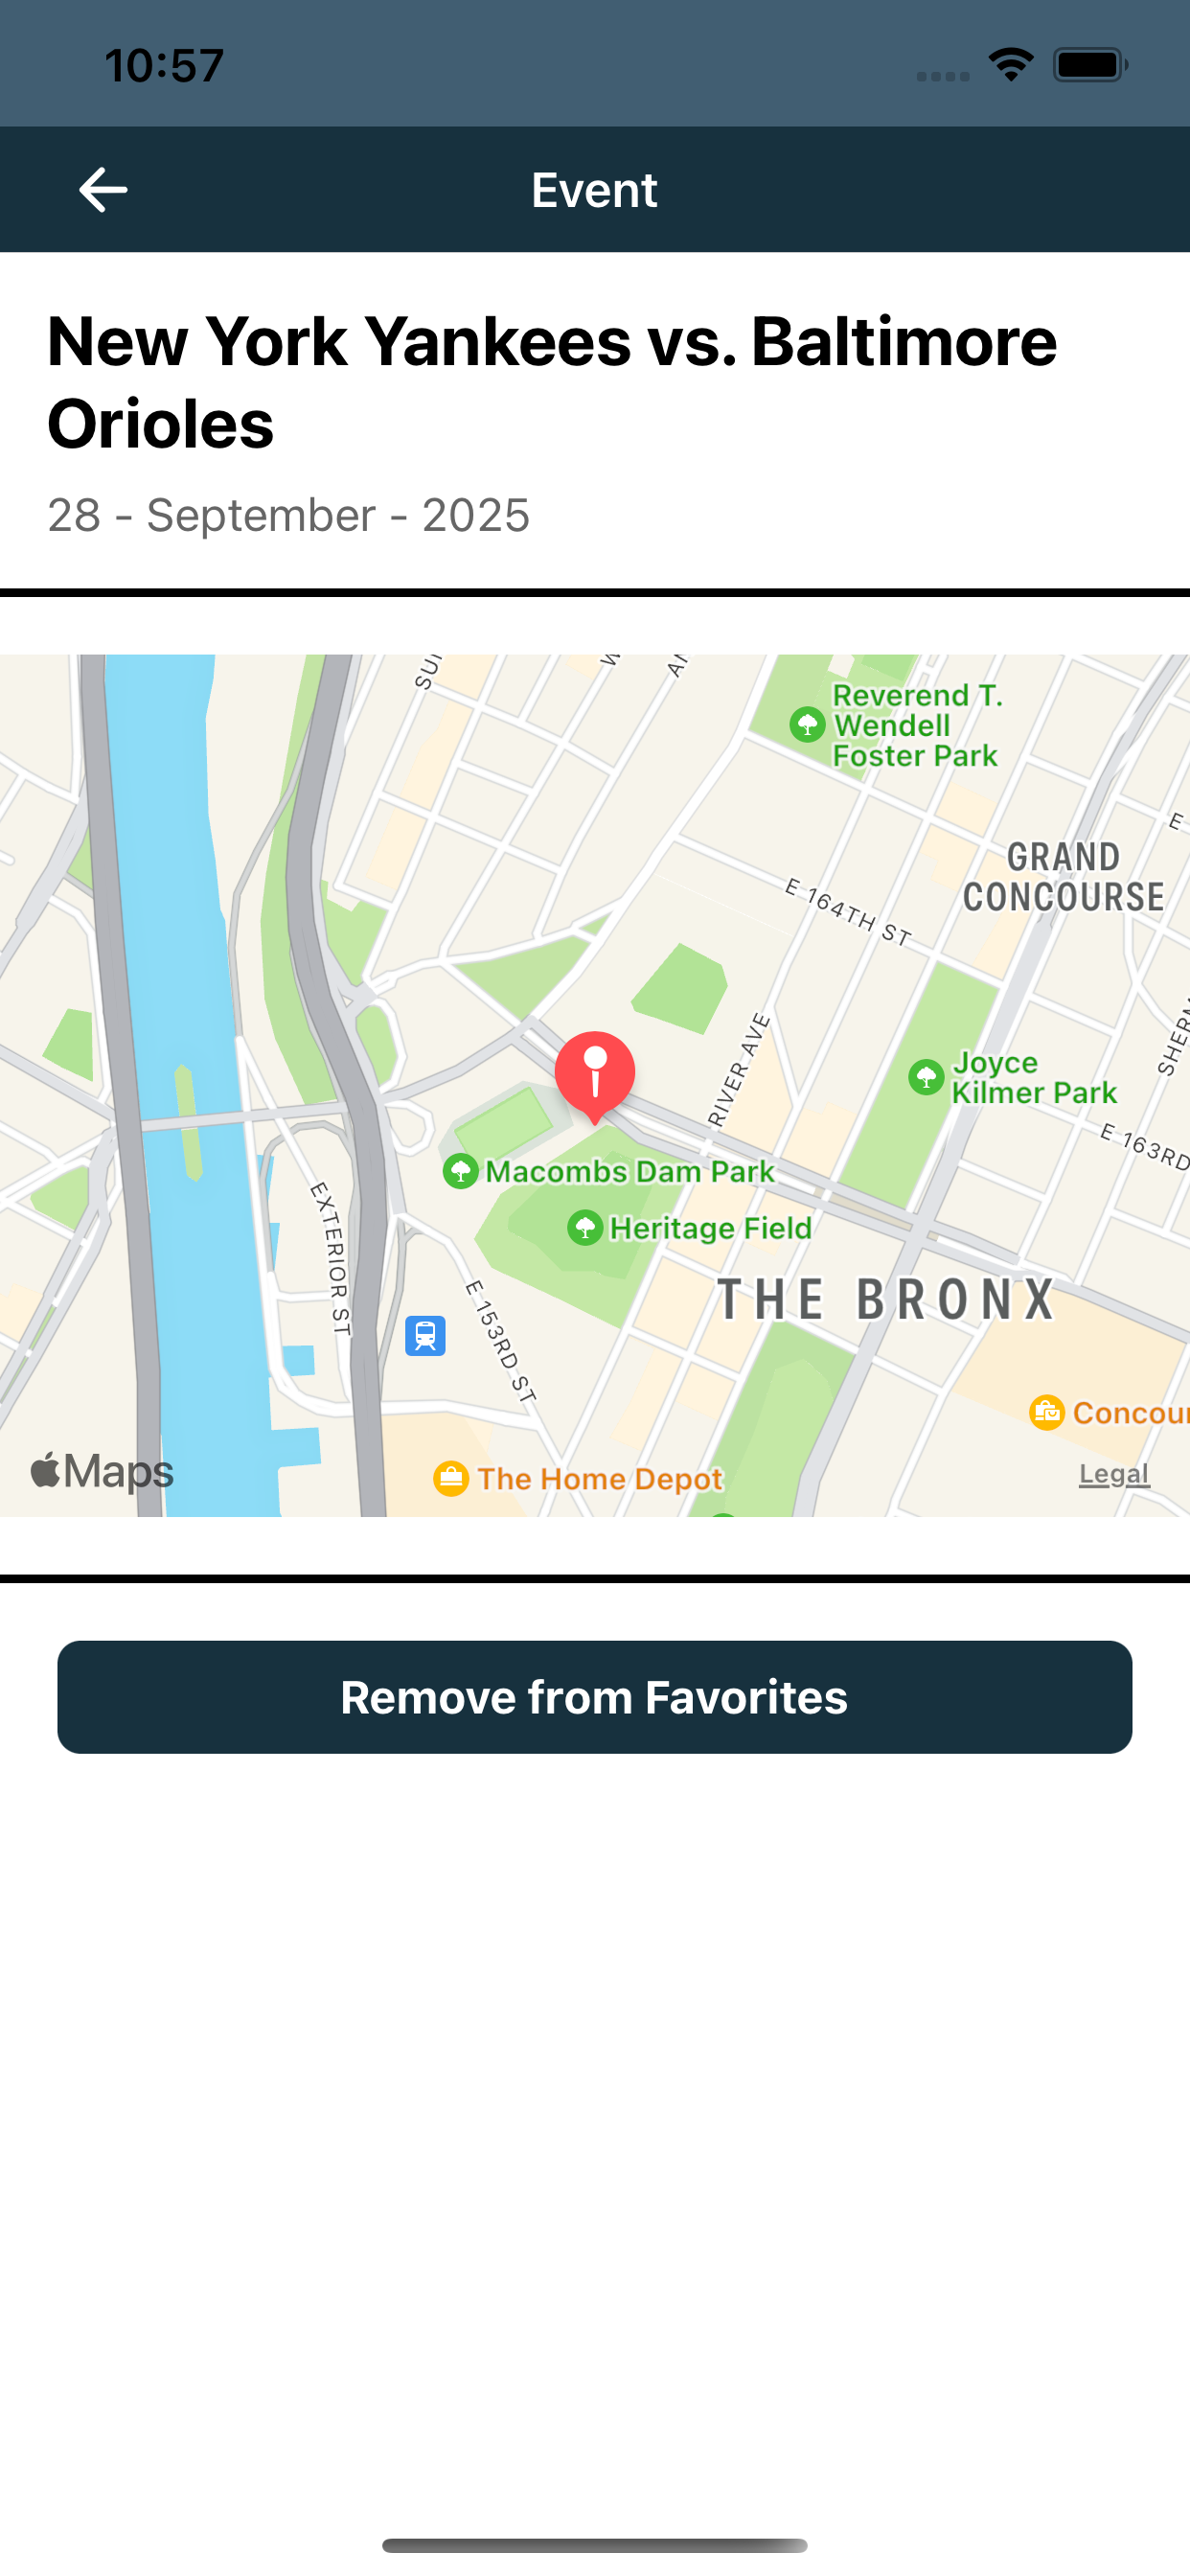 10:57
Event
New York Yankees vs. Baltimore
Orioles
28 - September - 2025
Reverend T.
Wendell
Foster Park
GRAND
CONCOURSE
E 164TH ST
RIVER AVE
Joyce
Kilmer Park
E 163RD
Macombs Dam Park
Heritage Field
EXTERIOR ST
THE BRONX
E 153RD ST
The Home Depot
Maps
Legal
Remove from Favorites